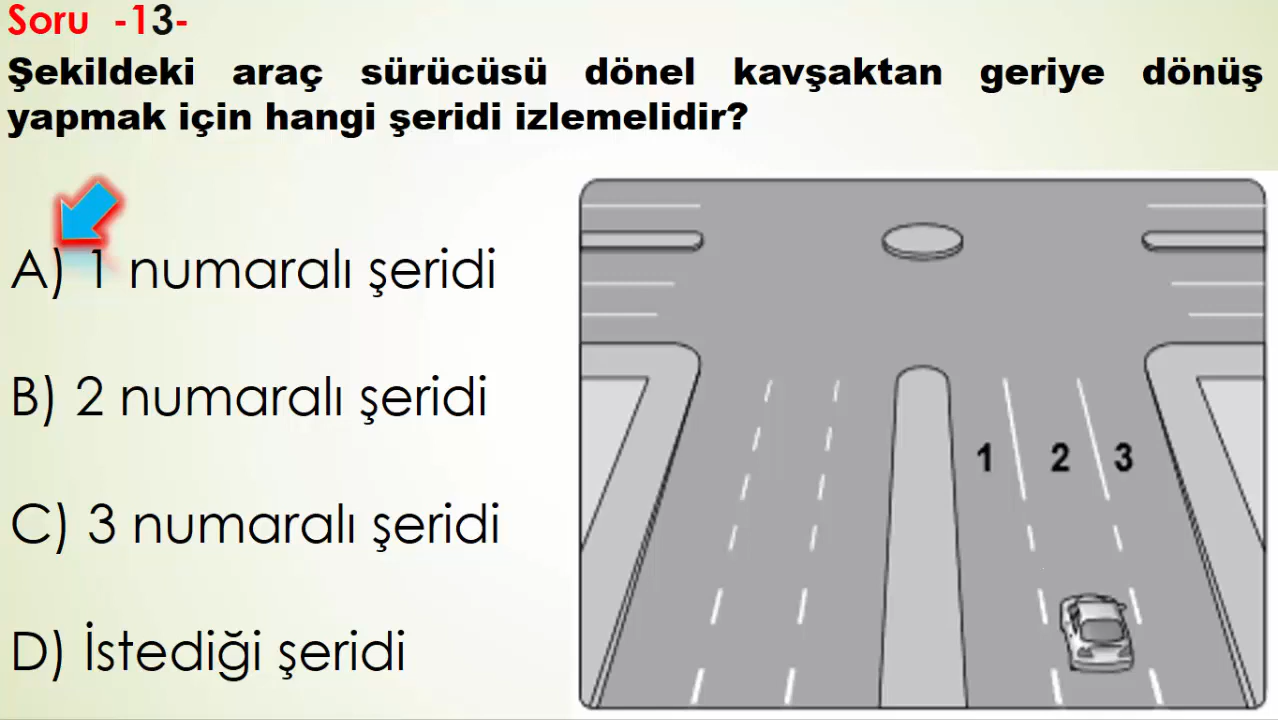 Soru -13-
Şekildeki araç sürücüsü dönel kavşaktan geriye dönüş
yapmak için hangi şeridi izlemelidir?
A) 1 numaralı şeridi
B) 2 numaralı şeridi
C) 3 numaralı şeridi
D) İstediği şeridi
1 2 3